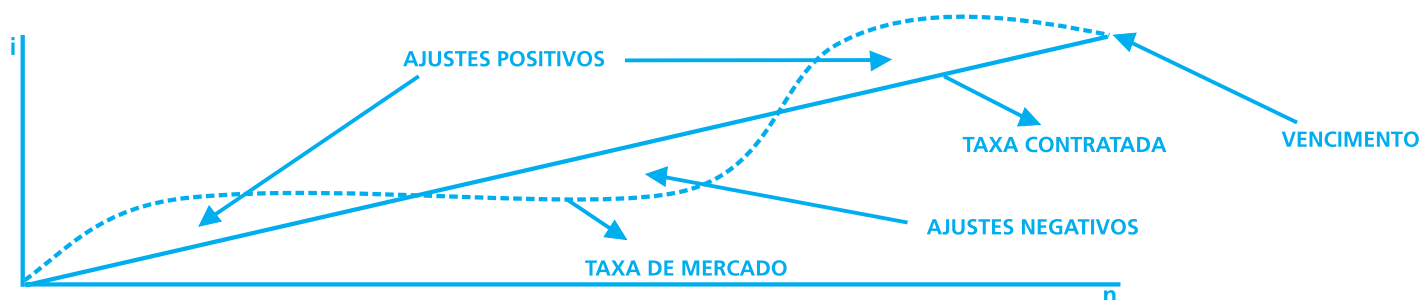 i
AJUSTES POSITIVOS
TAXA CONTRATADA
VENCIMENTO
AJUSTES NEGATIVOS
TAXA DE MERCADO
n